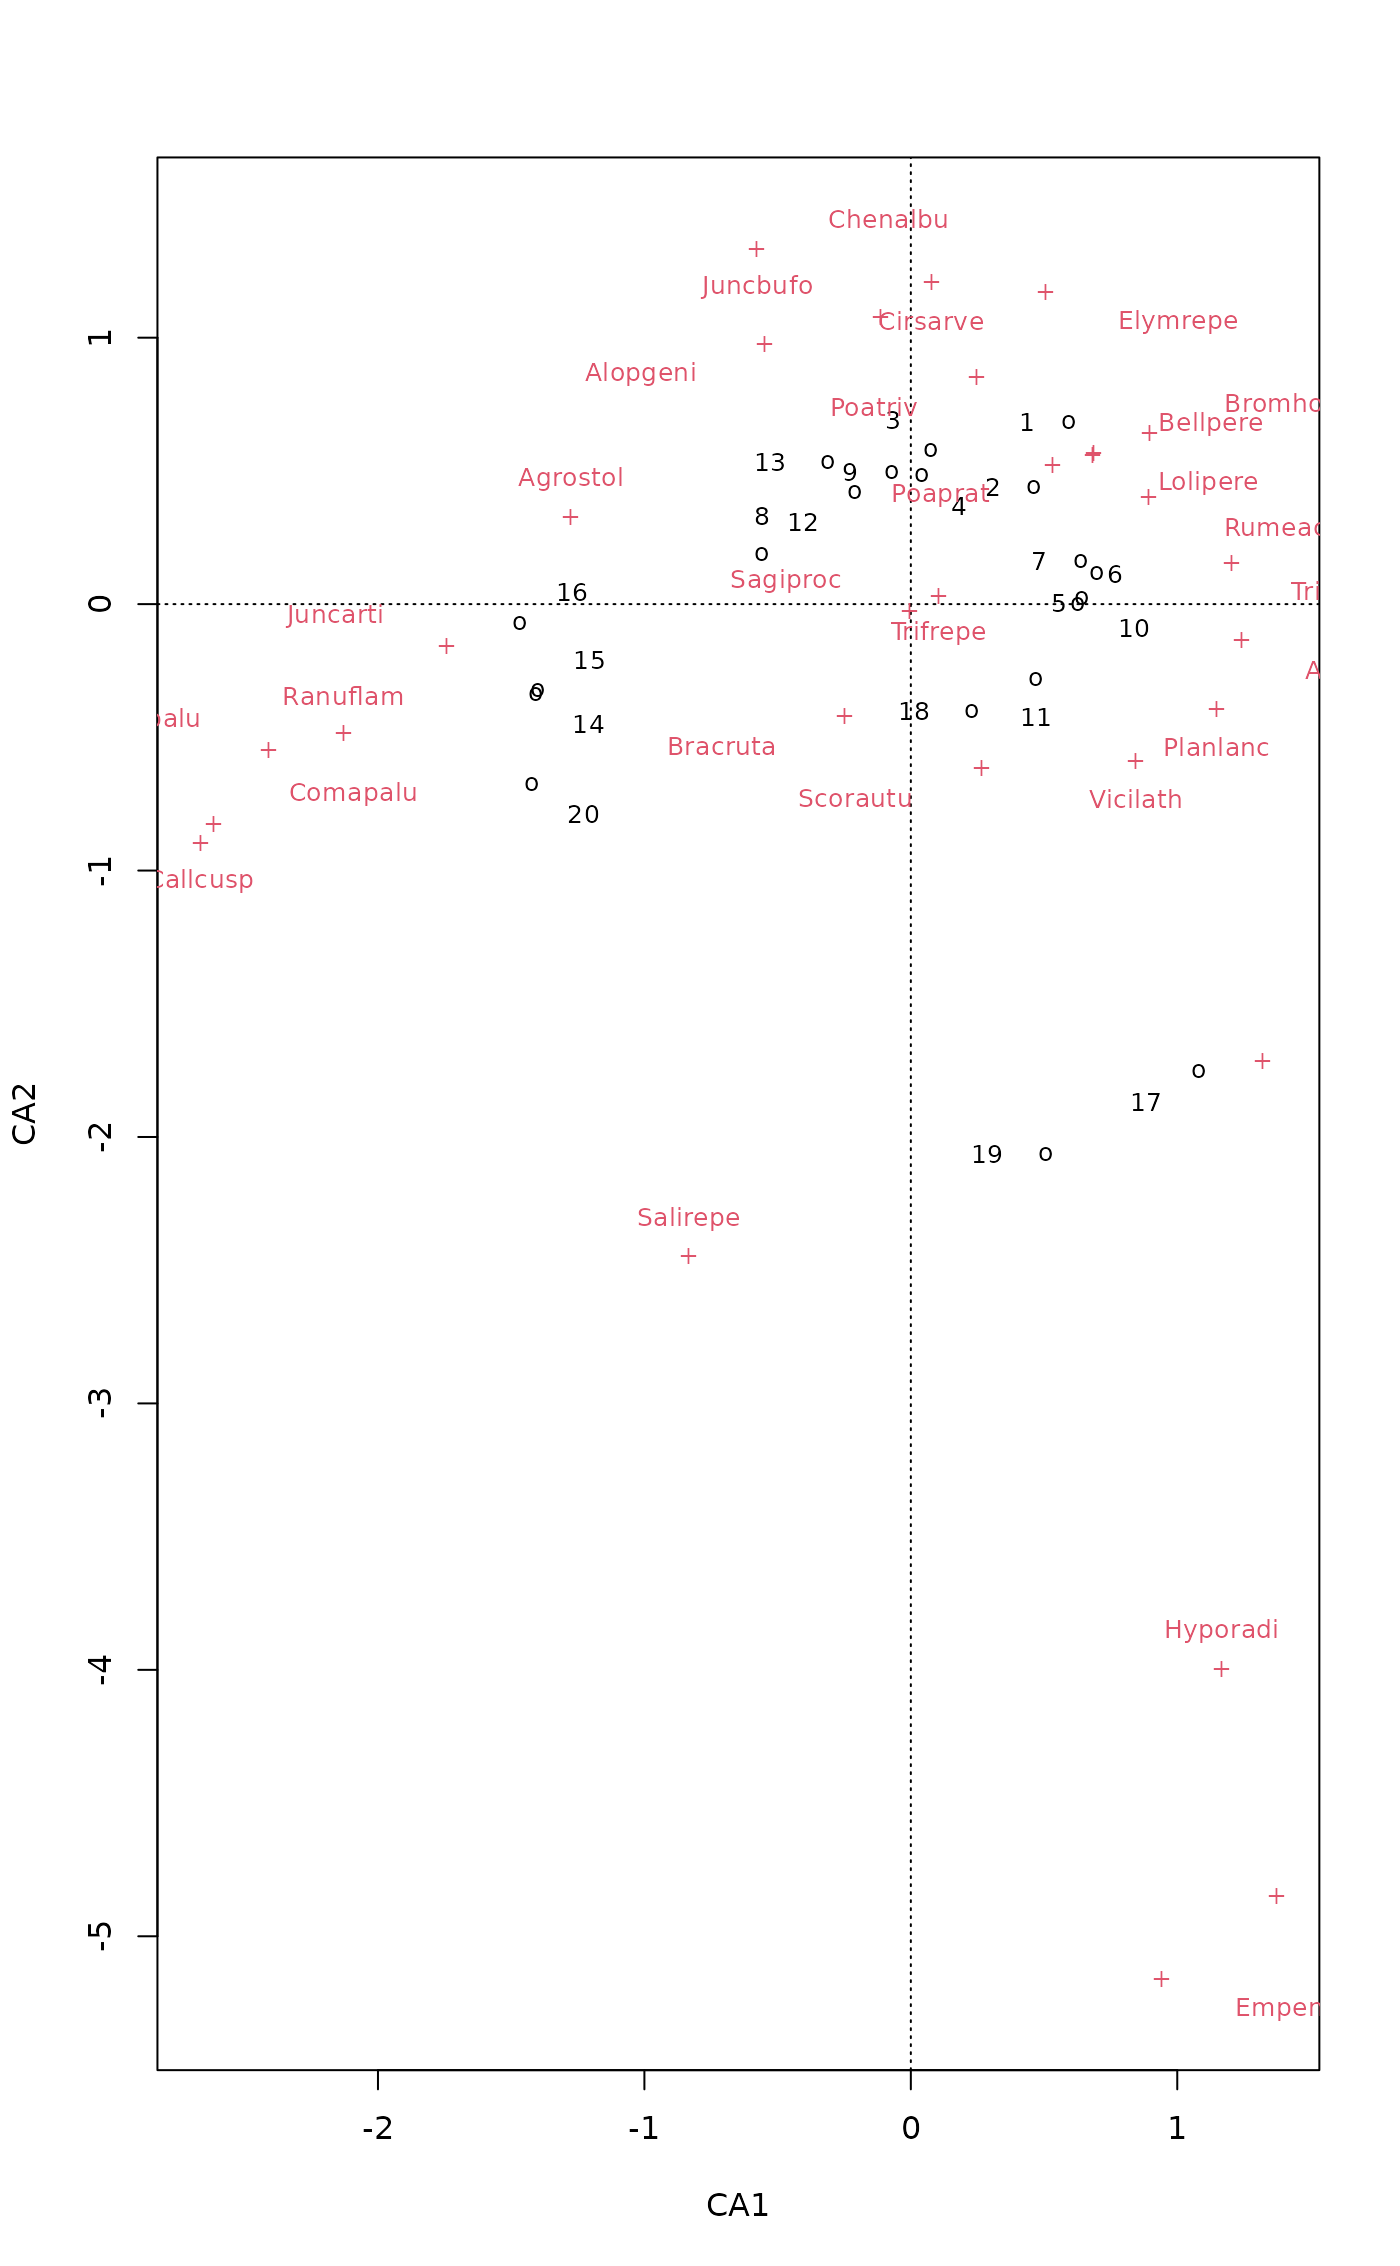 Chenalbu
Juncbufo
Cirsarve
Elymrepe
Alopgeni
Bromho
Poatriv
3
1
Bellpere
13
9
Agrostol
Lolipere
2
Poaprat
4
8
12
Rumeac
7
6
Sagiproc
16
5
Tri
Juncarti
Trifrepe
10
15
A
Ranuflam
palu
18
11
14
Bracruta
Planlanc
Comapalu
Scorautu
Vicilath
20
Callcusp
17
19
Salirepe
Hyporadi
Emper
1
0
-1
-2
-3
-4
-5
CA2
-2
-1
0
1
CA1